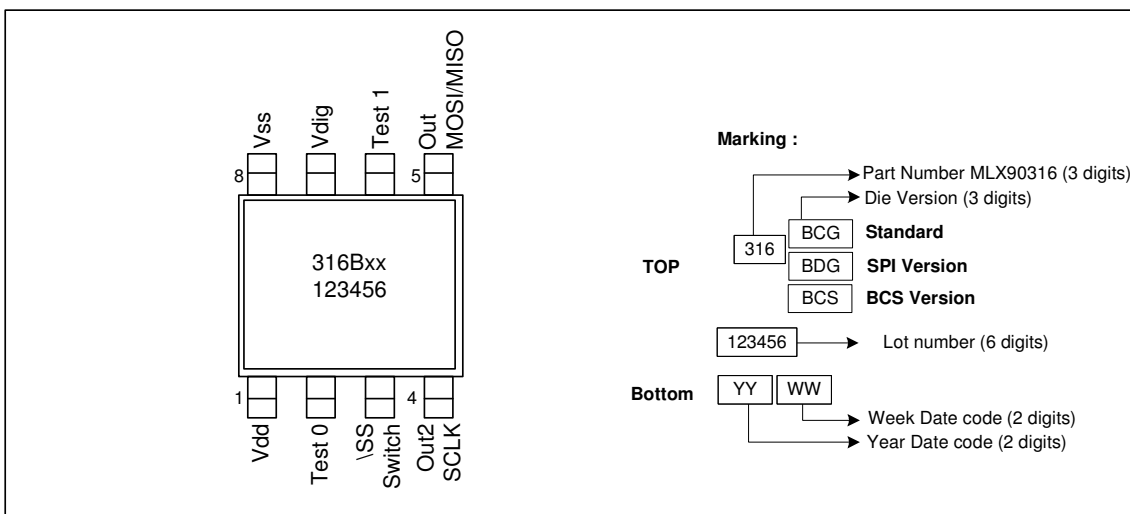 Vss
Vdig
Test 1
Out
MOSI/MISO
8
5
316Bxx
123456
1
4
Vdd
Test 0
\SS
Switch
Out2
SCLK
Marking :
Part Number MLX90316 (3 digits)
Die Version (3 digits)
TOP
316
BCG Standard
BDG SPI Version
BCS BCS Version
123456 Lot number (6 digits)
Bottom YY WW
Week Date code (2 digits)
Year Date code (2 digits)